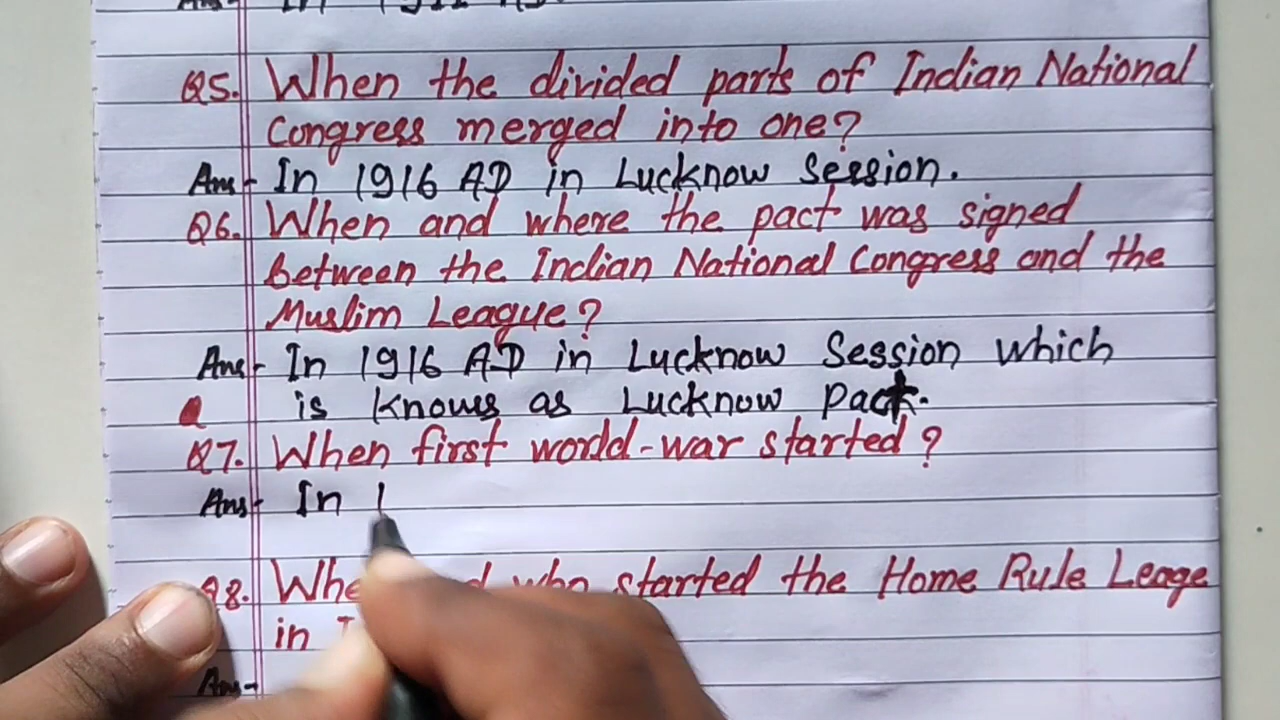 Q5. When the divided parts of Indian National
Congress merged into one?
Ans- In 1916 AD in Lucknow Session.
Q6. When and where the pact was signed
between the Indian National Congress and the
Muslim League?
Ans- In 1916 AD in Lucknow Session which
is knows as Lucknow Pact.
Q7. When first world-war started?
Ans- In 1
Q8. who started the Home Rule Leage
in
Ans-